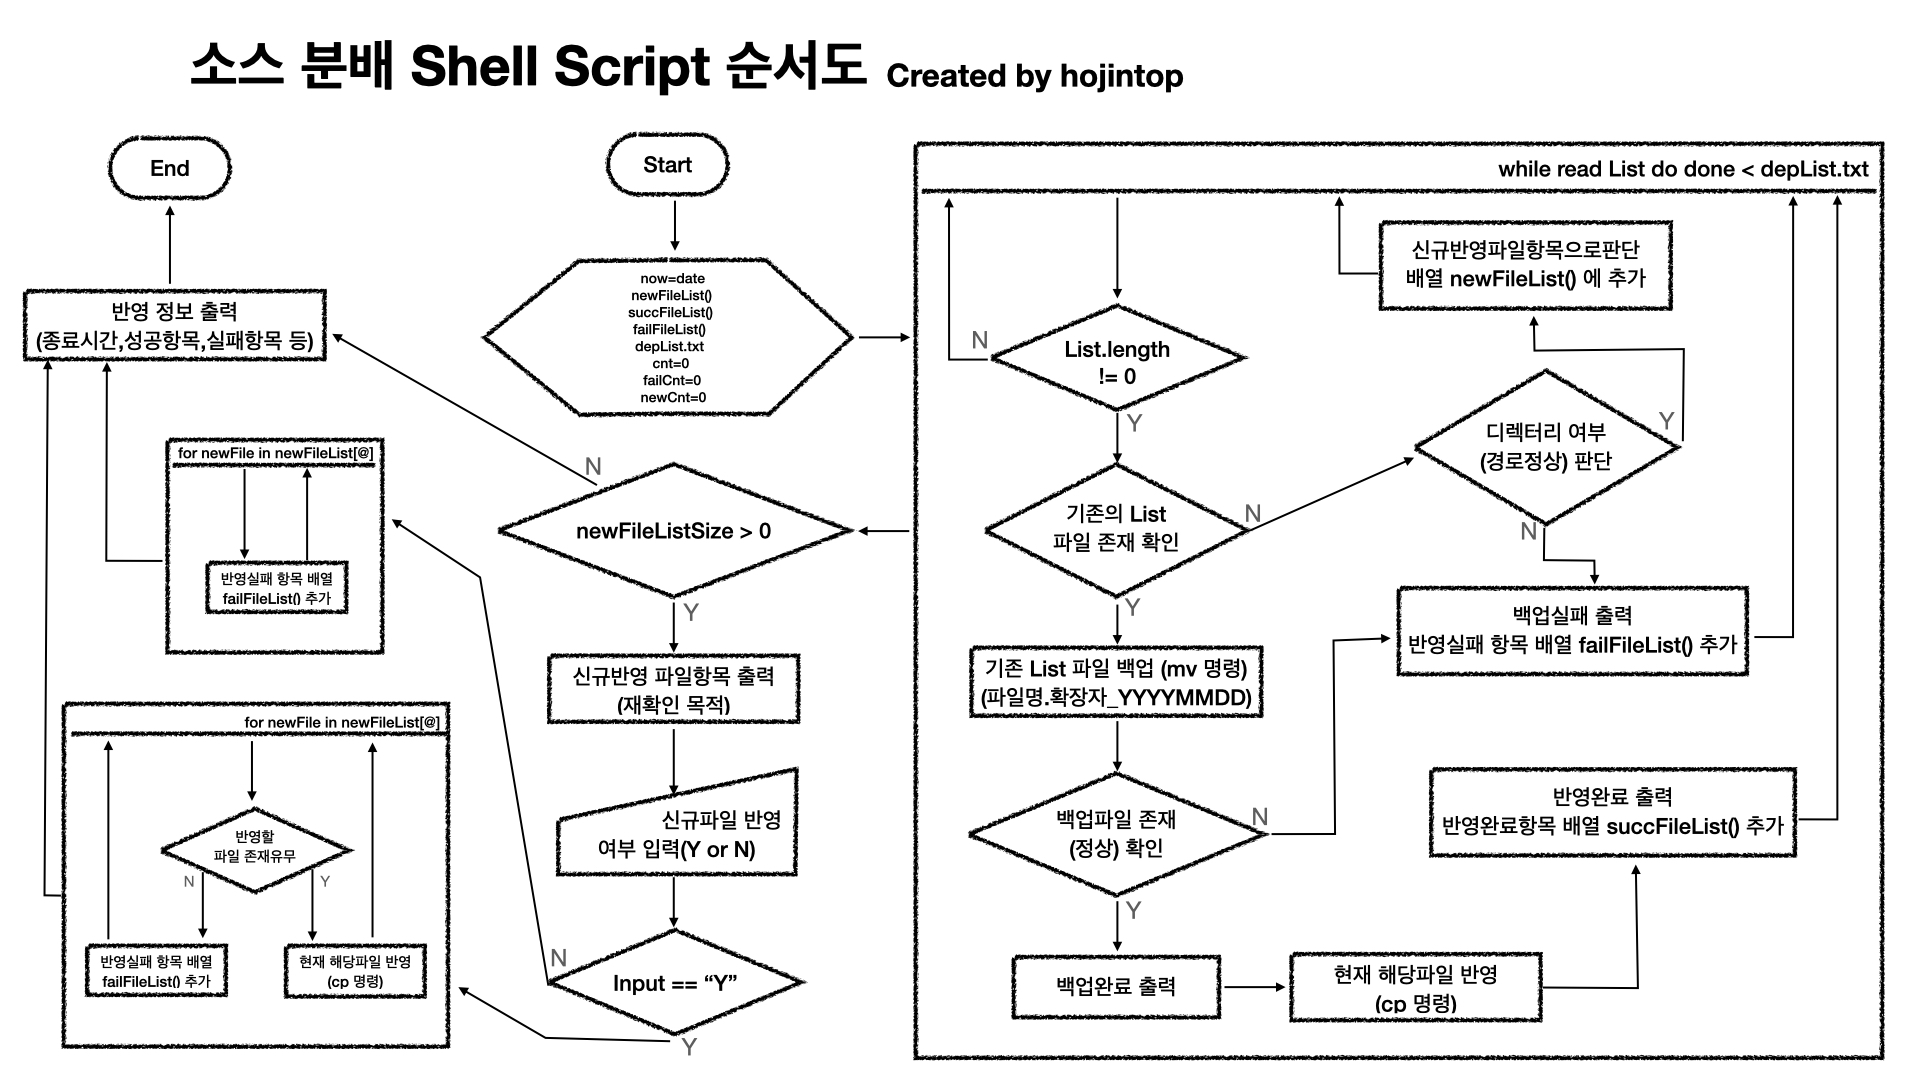 소스 분배 Shell Script 순서도 Created by hojintop
End
Start
반영 정보 출력
(종료시간,성공항목,실패항목 등)
now=date
newFileList()
succFileList()
failFileList()
depList.txt
cnt=0
failCnt=0
newCnt=0
N
newFileListSize > 0
Y
신규반영 파일항목 출력
(재확인 목적)
신규파일 반영
여부 입력(Y or N)
N
Input == “Y”
Y
for newFile in newFileList[@]
반영실패 항목 배열
failFileList() 추가
for newFile in newFileList[@]
반영할
파일 존재유무
N
Y
반영실패 항목 배열
failFileList() 추가
현재 해당파일 반영
(cp 명령)
while read List do done < depList.txt
N
List.length
!= 0
Y
기존의 List
파일 존재 확인
N
Y
기존 List 파일 백업 (mv 명령)
(파일명.확장자_YYYYMMDD)
백업파일 존재
(정상) 확인
N
Y
백업완료 출력
현재 해당파일 반영
(cp 명령)
신규반영파일항목으로판단
배열 newFileList() 에 추가
디렉터리 여부
(경로정상) 판단
Y
N
백업실패 출력
반영실패 항목 배열 failFileList() 추가
반영완료 출력
반영완료항목 배열 succFileList() 추가